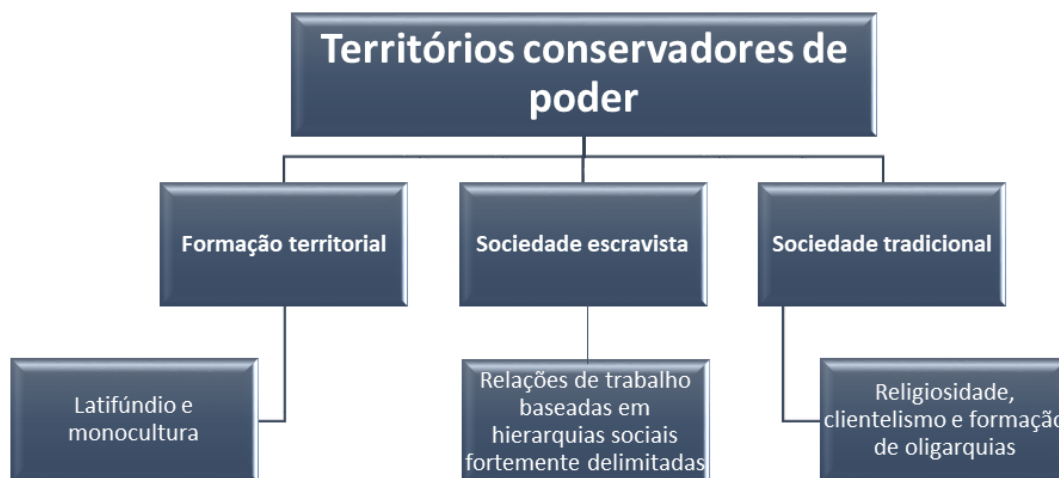 Territórios conservadores de
poder
Formação territorial
Sociedade escravista
Sociedade tradicional
Latifúndio e
monocultura
Relações de trabalho
baseadas em
hierarquias sociais
fortemente delimitadas
Religiosidade,
clientelismo e formação
de oligarquias